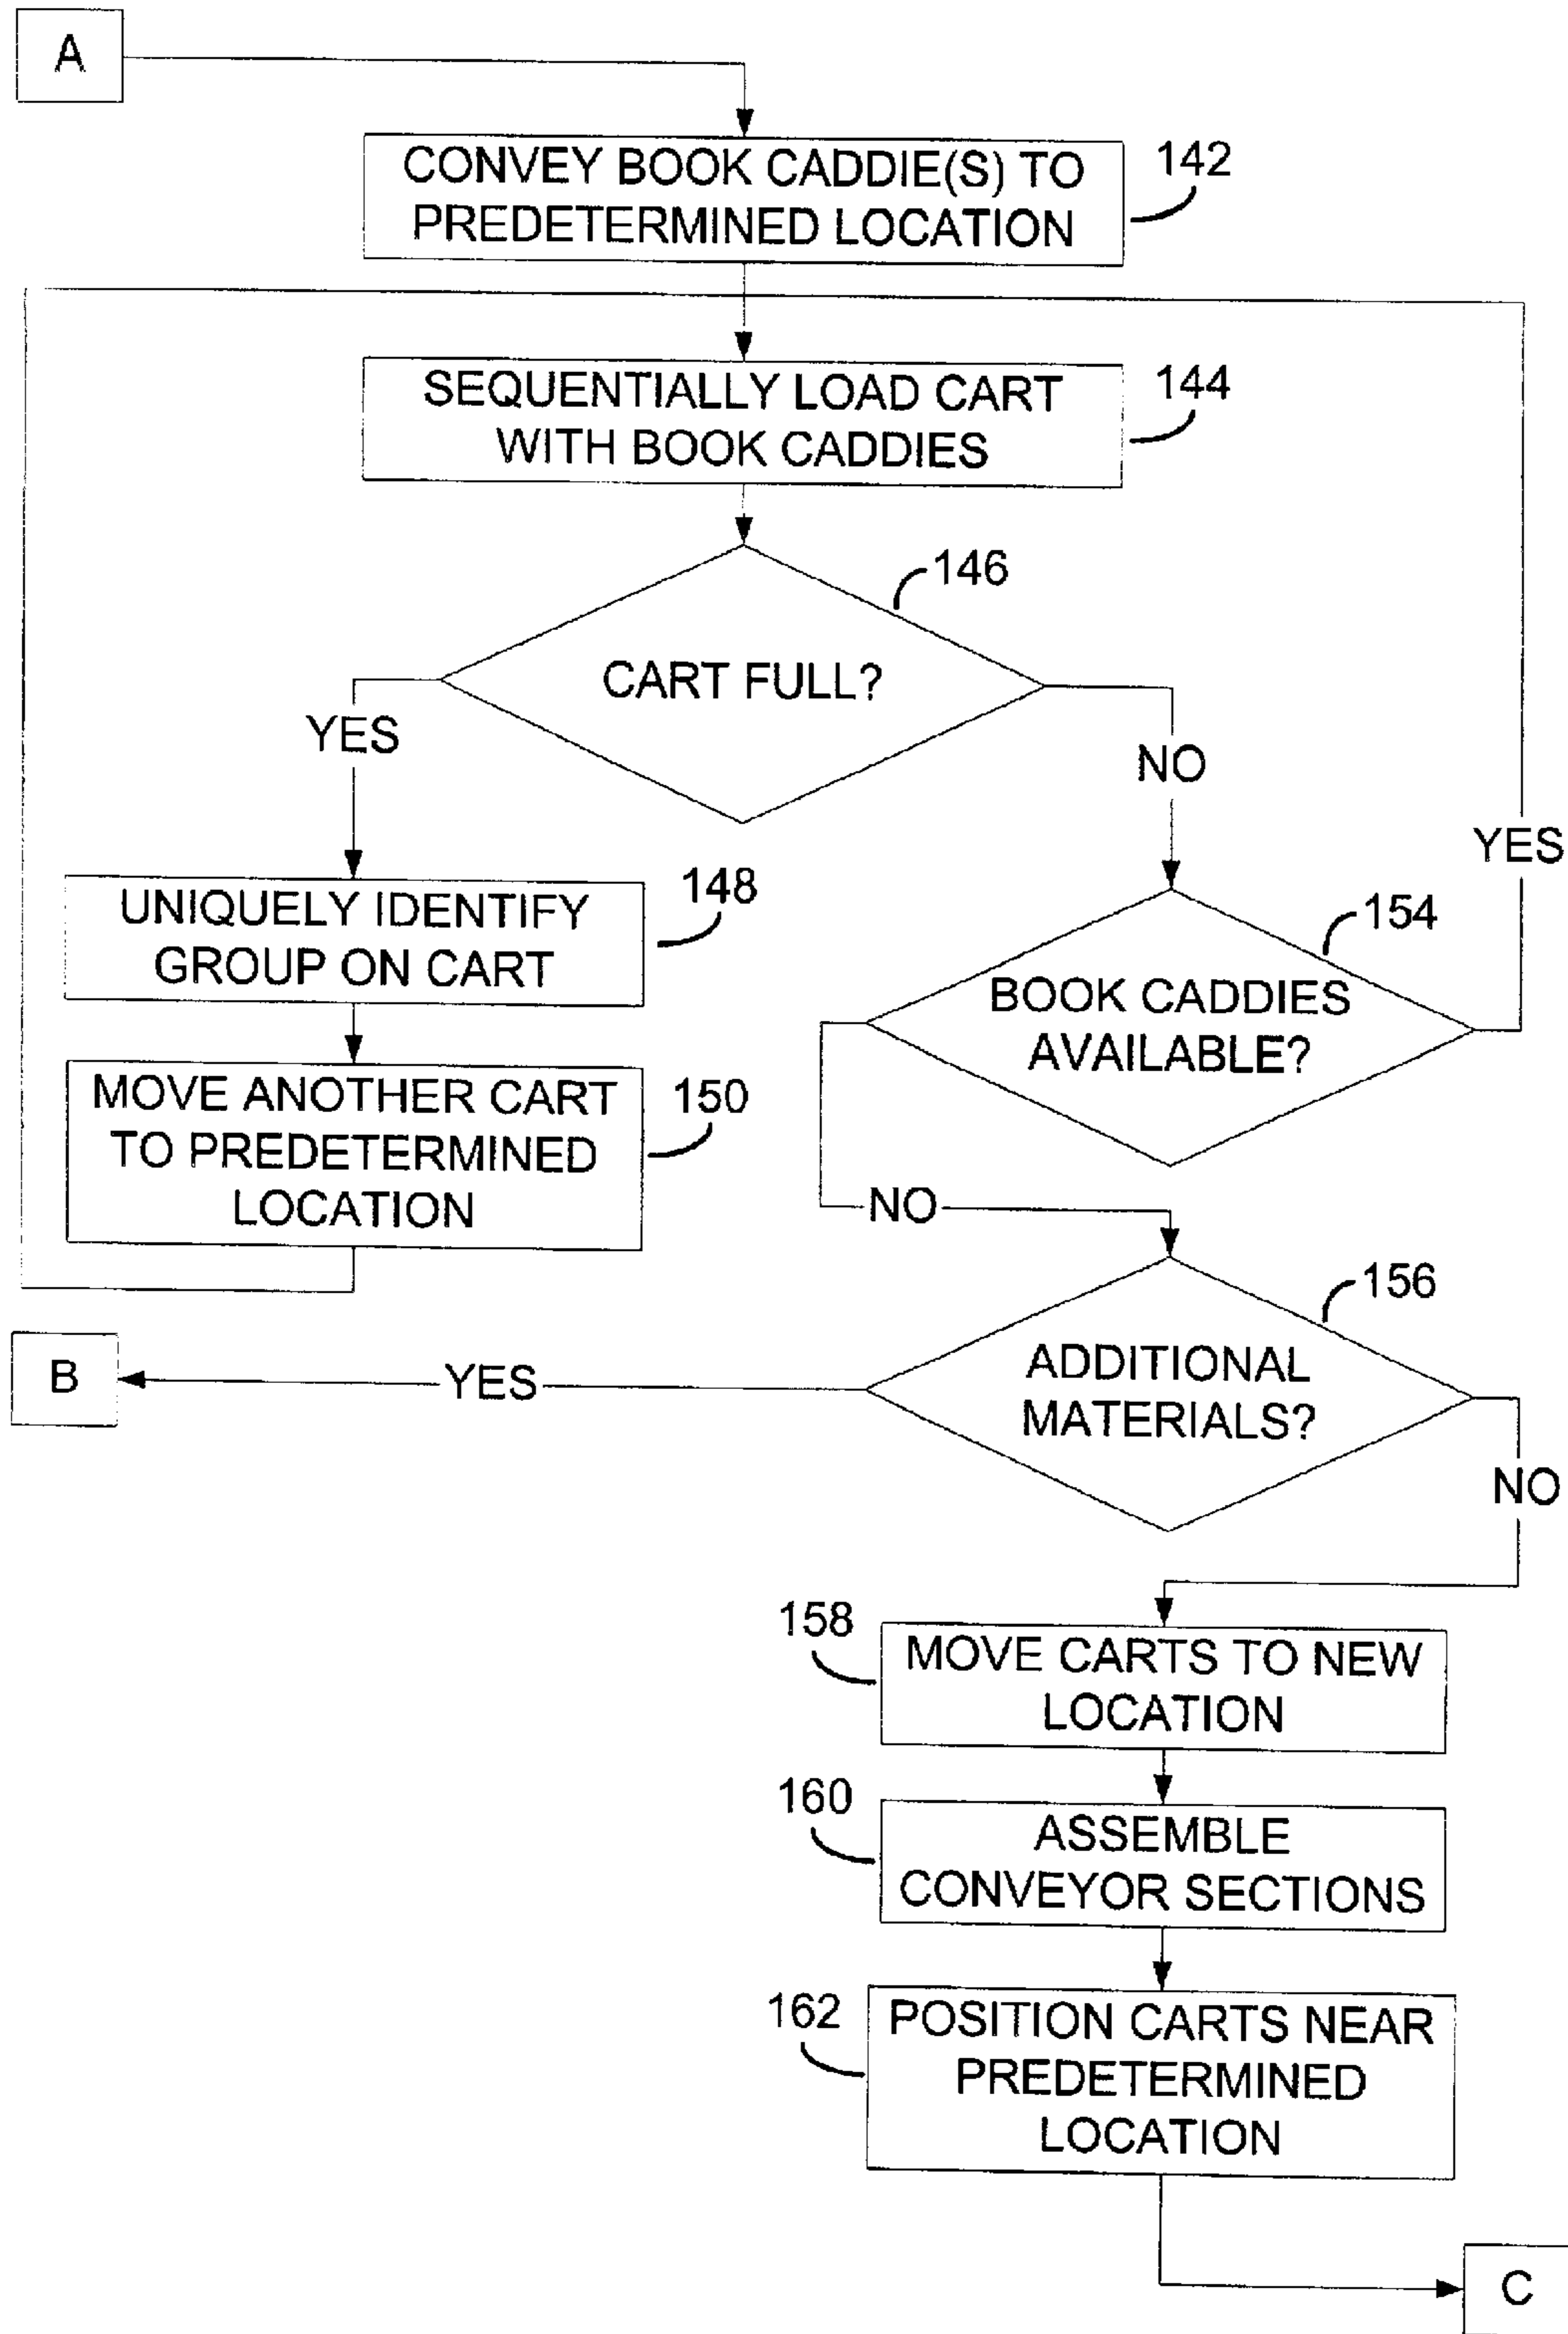 A
CONVEY BOOK CADDIE(S) TO
PREDETERMINED LOCATION
142
SEQUENTIALLY LOAD CART
WITH BOOK CADDIES
144
146
CART FULL?
YES
NO
YES
UNIQUELY IDENTIFY
GROUP ON CART
148
154
BOOK CADDIES
AVAILABLE?
MOVE ANOTHER CART
TO PREDETERMINED
LOCATION
150
NO
156
ADDITIONAL
MATERIALS?
B
YES
NO
158
MOVE CARTS TO NEW
LOCATION
160
ASSEMBLE
CONVEYOR SECTIONS
162
POSITION CARTS NEAR
PREDETERMINED
LOCATION
C